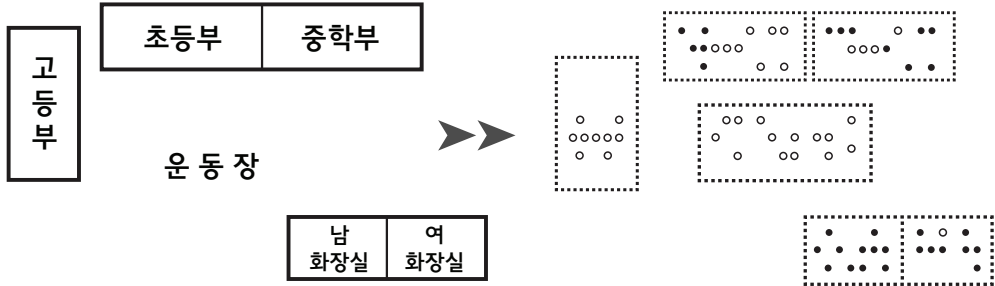 초등부 중학부
고등부
운동장
남 여
화장실 화장실